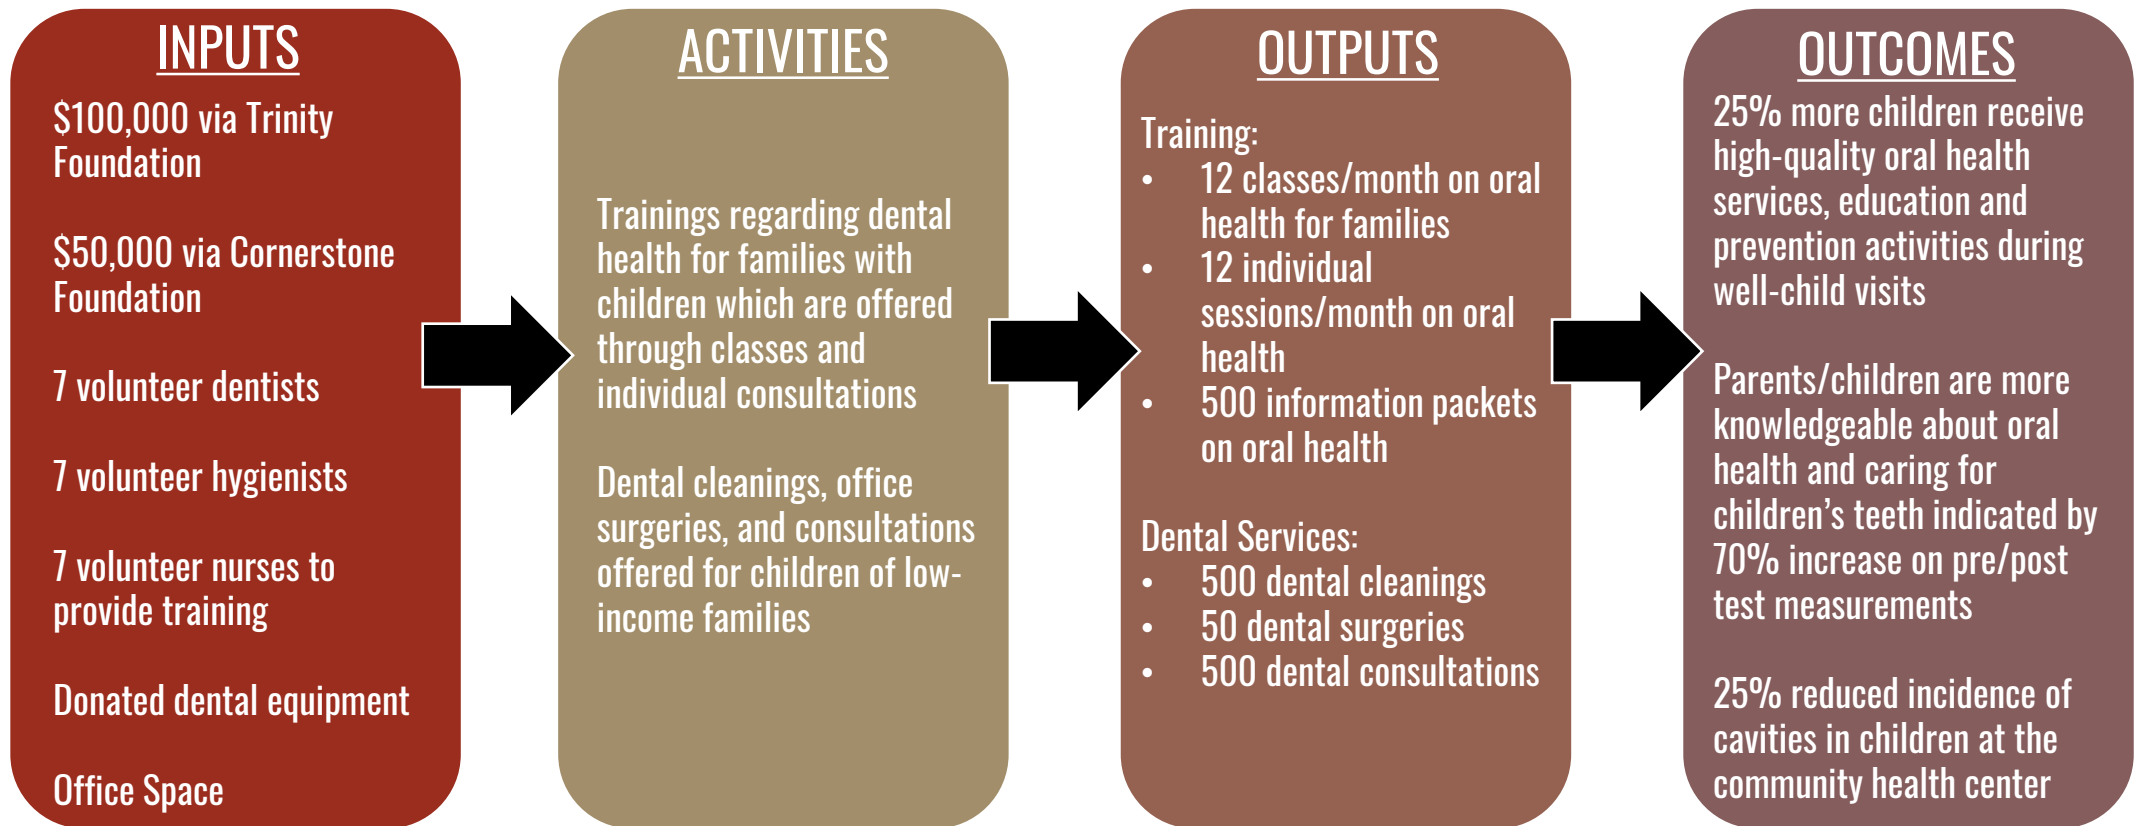 INPUTS
$100,000 via Trinity
Foundation
$50,000 via Cornerstone
Foundation
7 volunteer dentists
7 volunteer hygienists
7 volunteer nurses to
provide training
Donated dental equipment
Office Space
ACTIVITIES
Trainings regarding dental
health for families with
children which are offered
through classes and
individual consultations
Dental cleanings, office
surgeries, and consultations
offered for children of low-
income families
OUTPUTS
Training:
• 12 classes/month on oral
health for families
• 12 individual
sessions/month on oral
health
• 500 information packets
on oral health
Dental Services:
• 500 dental cleanings
• 50 dental surgeries
• 500 dental consultations
OUTCOMES
25% more children receive
high-quality oral health
services, education and
prevention activities during
well-child visits
Parents/children are more
knowledgeable about oral
health and caring for
children’s teeth indicated by
70% increase on pre/post
test measurements
25% reduced incidence of
cavities in children at the
community health center